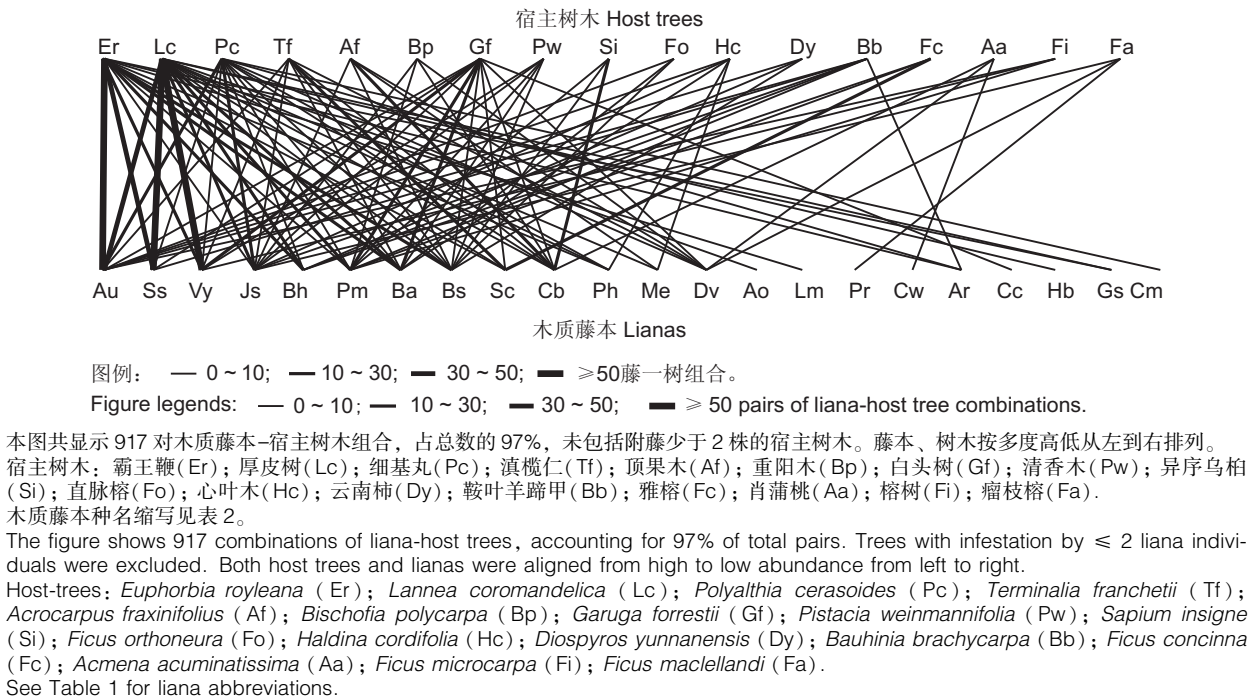 宿主树木 Host trees
Er Lc Pc Tf Af Bp Gf Pw Si Fo Hc Dy Bb Fc Aa Fi Fa
Au Ss Vy Js Bh Pm Ba Bs Sc Cb Ph Me Dv Ao Lm Pr Cw Ar Cc Hb Gs Cm
木质藤本 Lianas
图例： — 0 ~ 10; — 10 ~ 30; — 30 ~ 50; — ≥50藤一树组合。
Figure legends: — 0 ~ 10; — 10 ~ 30; — 30 ~ 50; — ≥ 50 pairs of liana-host tree combinations.
本图共显示 917 对木质藤本–宿主树木组合，占总数的 97%，未包括附藤少于 2 株的宿主树木。藤本、树木按多度高低从左到右排列。
宿主树木：霸王鞭(Er)；厚皮树(Lc)；细基丸(Pc)；滇榄仁(Tf)；顶果木(Af)；重阳木(Bp)；白头树(Gf)；清香木(Pw)；异序乌桕
(Si)；直脉榕(Fo)；心叶木(Hc)；云南柿(Dy)；鞍叶羊蹄甲(Bb)；雅榕(Fc)；肖蒲桃(Aa)；榕树(Fi)；瘤枝榕(Fa).
木质藤本种名缩写见表 2。
The figure shows 917 combinations of liana-host trees, accounting for 97% of total pairs. Trees with infestation by ≤ 2 liana indivi-
duals were excluded. Both host trees and lianas were aligned from high to low abundance from left to right.
Host-trees: Euphorbia royleana (Er); Lannea coromandelica (Lc); Polyalthia cerasoides (Pc); Terminalia franchetii (Tf);
Acrocarpus fraxinifolius (Af); Bischofia polycarpa (Bp); Garuga forrestii (Gf); Pistacia weinmannifolia (Pw); Sapium insigne
(Si); Ficus orthoneura (Fo); Haldina cordifolia (Hc); Diospyros yunnanensis (Dy); Bauhinia brachycarpa (Bb); Ficus concinna
(Fc); Acmena acuminatissima (Aa); Ficus microcarpa (Fi); Ficus maclellandi (Fa).
See Table 1 for liana abbreviations.